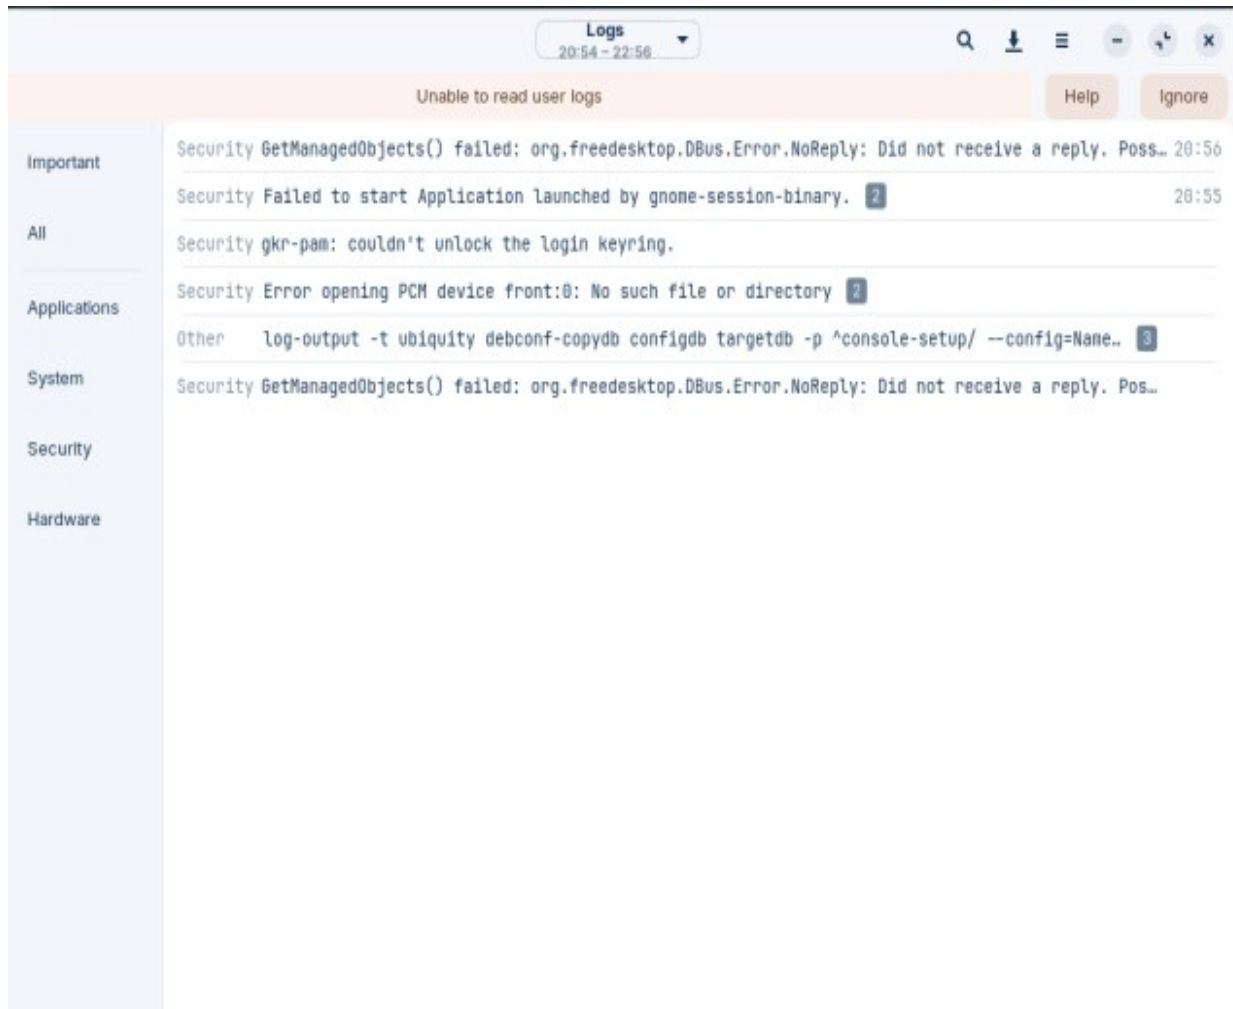 Logs
20:54 – 22:56
Unable to read user logs
Help
Ignore
Important
All
Applications
System
Security
Hardware
Security GetManagedObjects() failed: org.freedesktop.DBus.Error.NoReply: Did not receive a reply. Poss… 20:56
Security Failed to start Application launched by gnome-session-binary. 2 20:55
Security gkr-pam: couldn't unlock the login keyring.
Security Error opening PCM device front:0: No such file or directory 2
Other log-output -t ubiquity debconf-copydb configdb targetdb -p ^console-setup/ --config=Name… 3
Security GetManagedObjects() failed: org.freedesktop.DBus.Error.NoReply: Did not receive a reply. Pos…